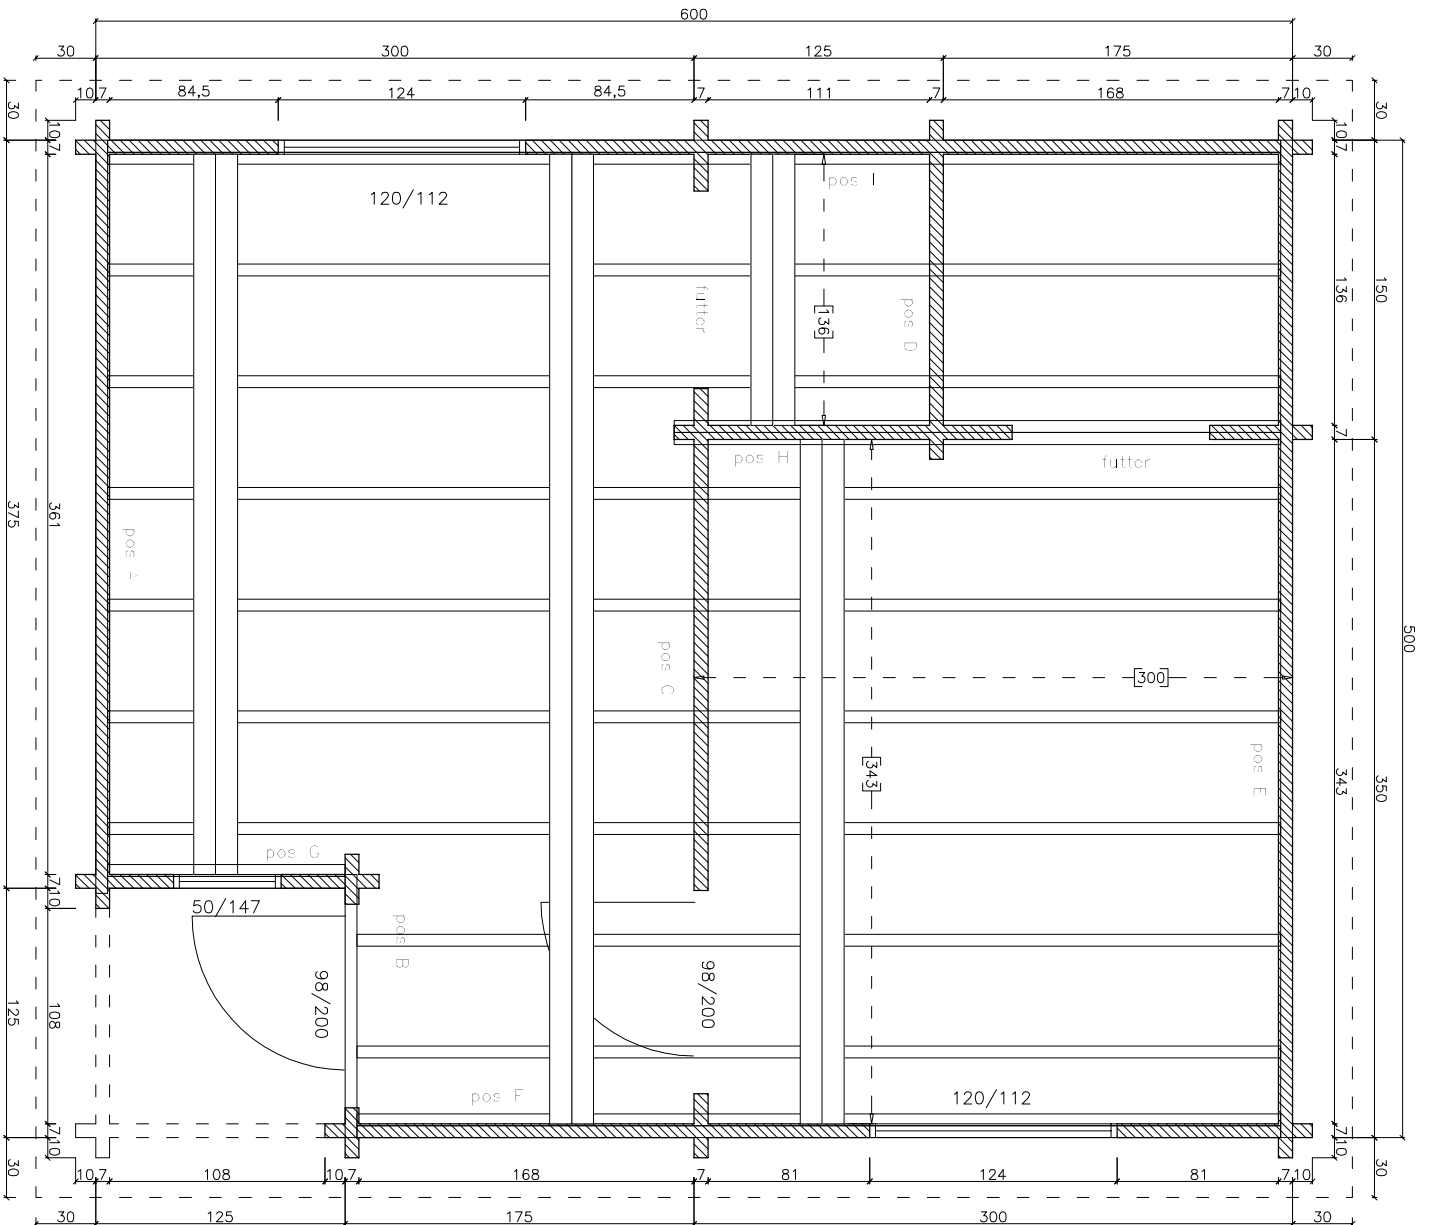 600
30 300 125 175 30
10 7 84,5 124 84,5 7 111 7 168 7 10
30
30
10 7
10 7
120/112
pos I
futter
136
pos D
136
150
7
pos H
futter
361
375
pos A
500
pos C
300
343
pos E
343
350
pos G
7 10
50/147
pos B
98/200
98/200
108
125
pos F
120/112
7 10
7 10
30
30
10 7 108 10 7 168 7 81 124 81 7 10
30 125 175 300 30